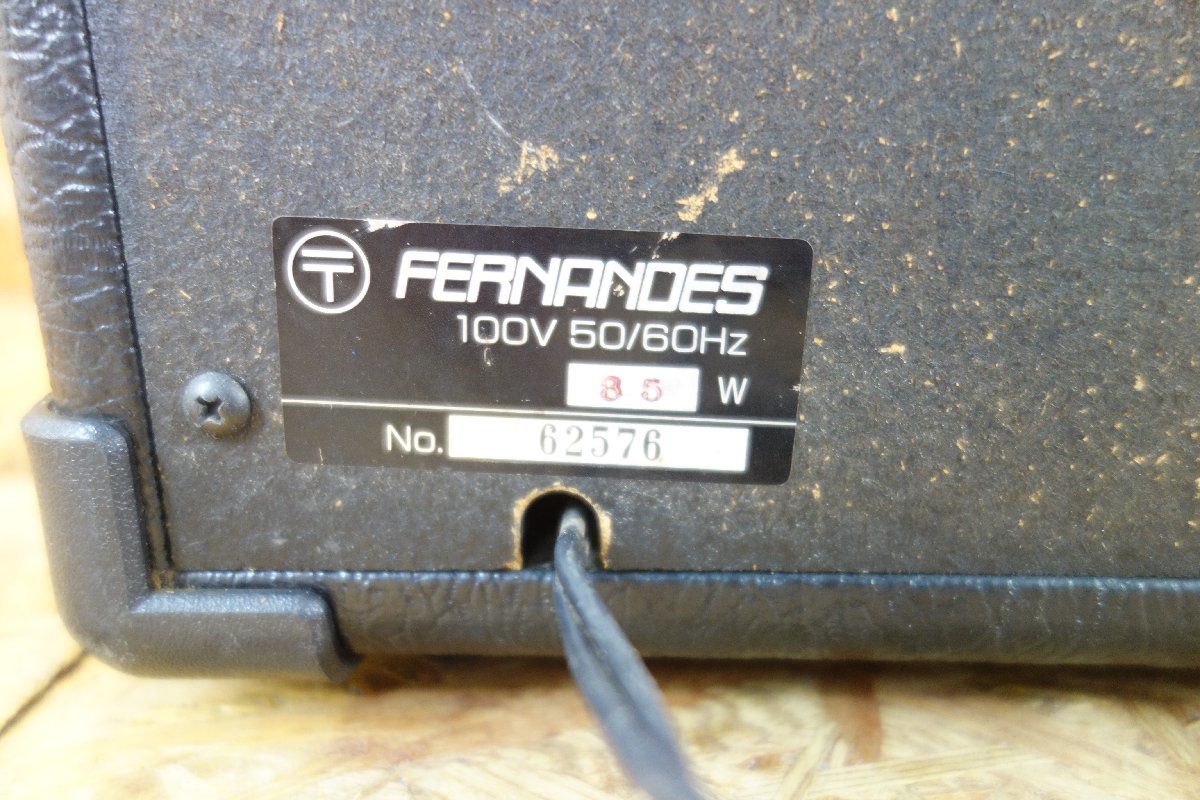 〒 FERNANDES
100V 50/60Hz
85 W
No. 62576